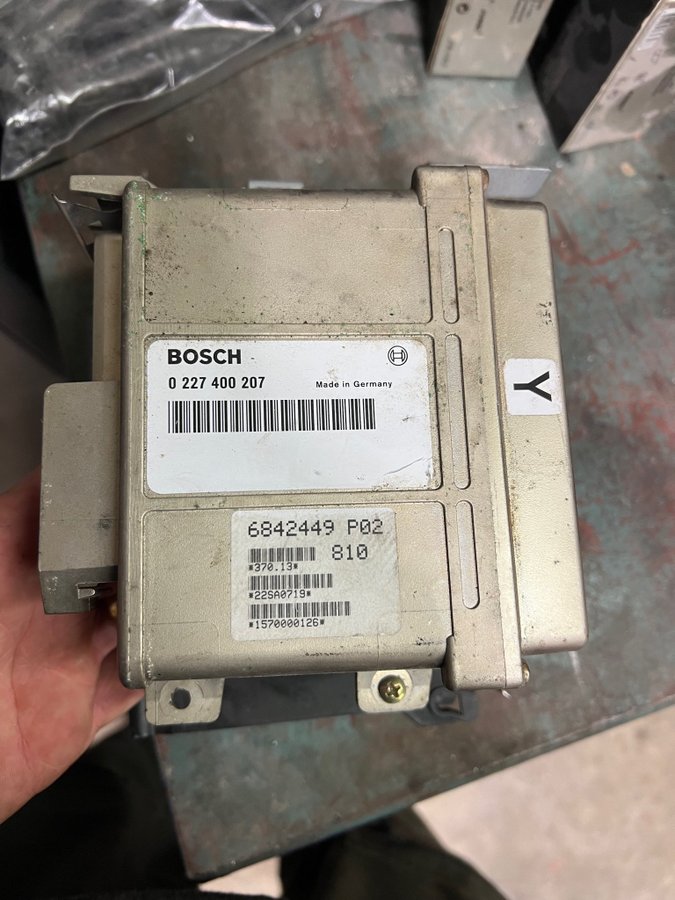 BOSCH
0 227 400 207
Made in Germany
Y
6842449 P02
810
*370.13*
*22SA0719*
*1570000126*